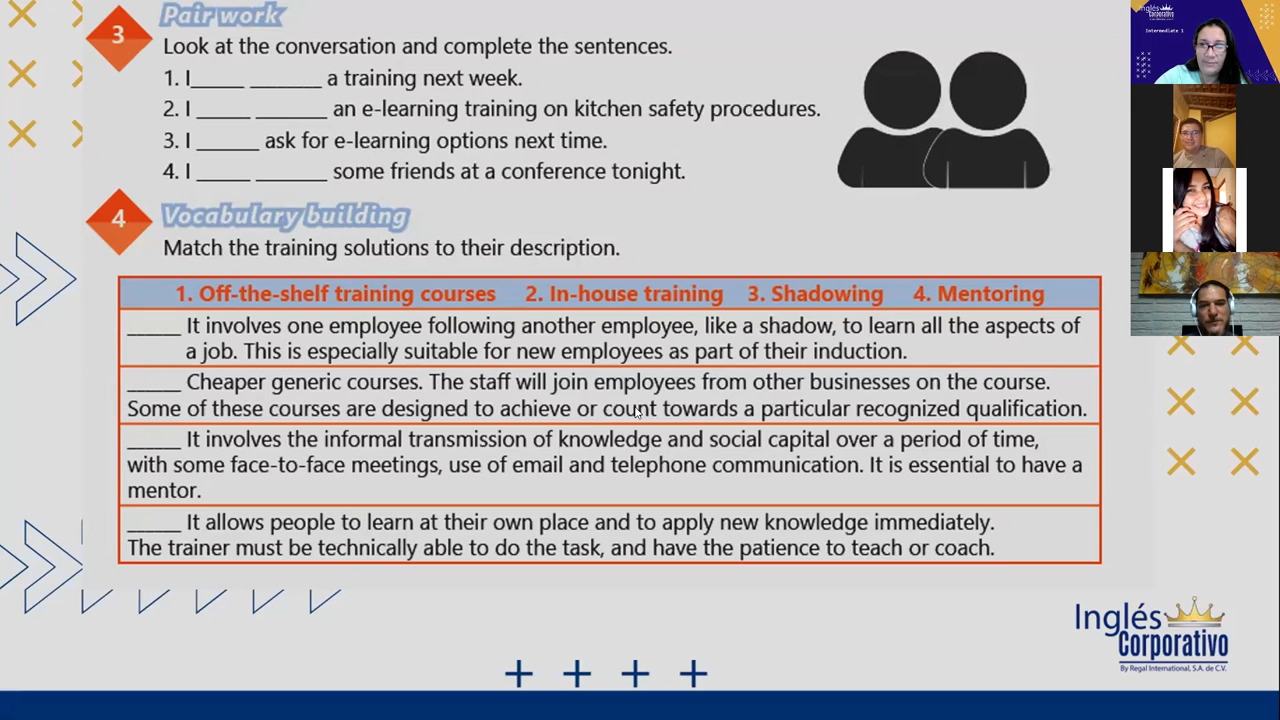 3
Pair work
Look at the conversation and complete the sentences.
1. I_____ _______ a training next week.
2. I _____ _______ an e-learning training on kitchen safety procedures.
3. I ______ ask for e-learning options next time.
4. I _____ _______ some friends at a conference tonight.
4
Vocabulary building
Match the training solutions to their description.
1. Off-the-shelf training courses 2. In-house training 3. Shadowing 4. Mentoring
_____ It involves one employee following another employee, like a shadow, to learn all the aspects of
a job. This is especially suitable for new employees as part of their induction.
_____ Cheaper generic courses. The staff will join employees from other businesses on the course.
Some of these courses are designed to achieve or count towards a particular recognized qualification.
_____ It involves the informal transmission of knowledge and social capital over a period of time,
with some face-to-face meetings, use of email and telephone communication. It is essential to have a
mentor.
_____ It allows people to learn at their own place and to apply new knowledge immediately.
The trainer must be technically able to do the task, and have the patience to teach or coach.
Inglés
Corporativo
By Regal International, S.A. de C.V.
Inglés
Corporativo
Intermediate 1